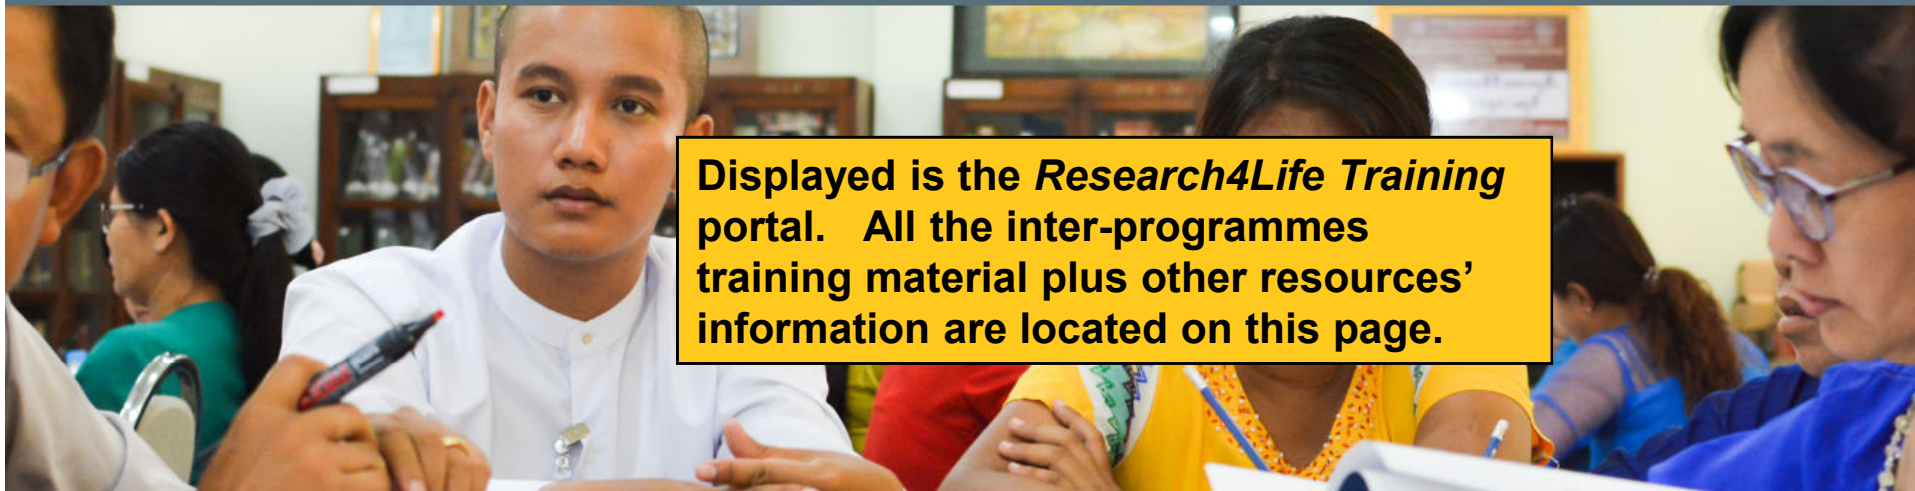 Displayed is the Research4Life Training
portal. All the inter-programmes
training material plus other resources’
information are located on this page.